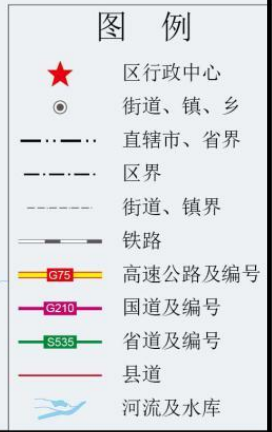 图 例
区行政中心
街道、镇、乡
直辖市、省界
区界
街道、镇界
铁路
G75 高速公路及编号
G210 国道及编号
S535 省道及编号
县道
河流及水库